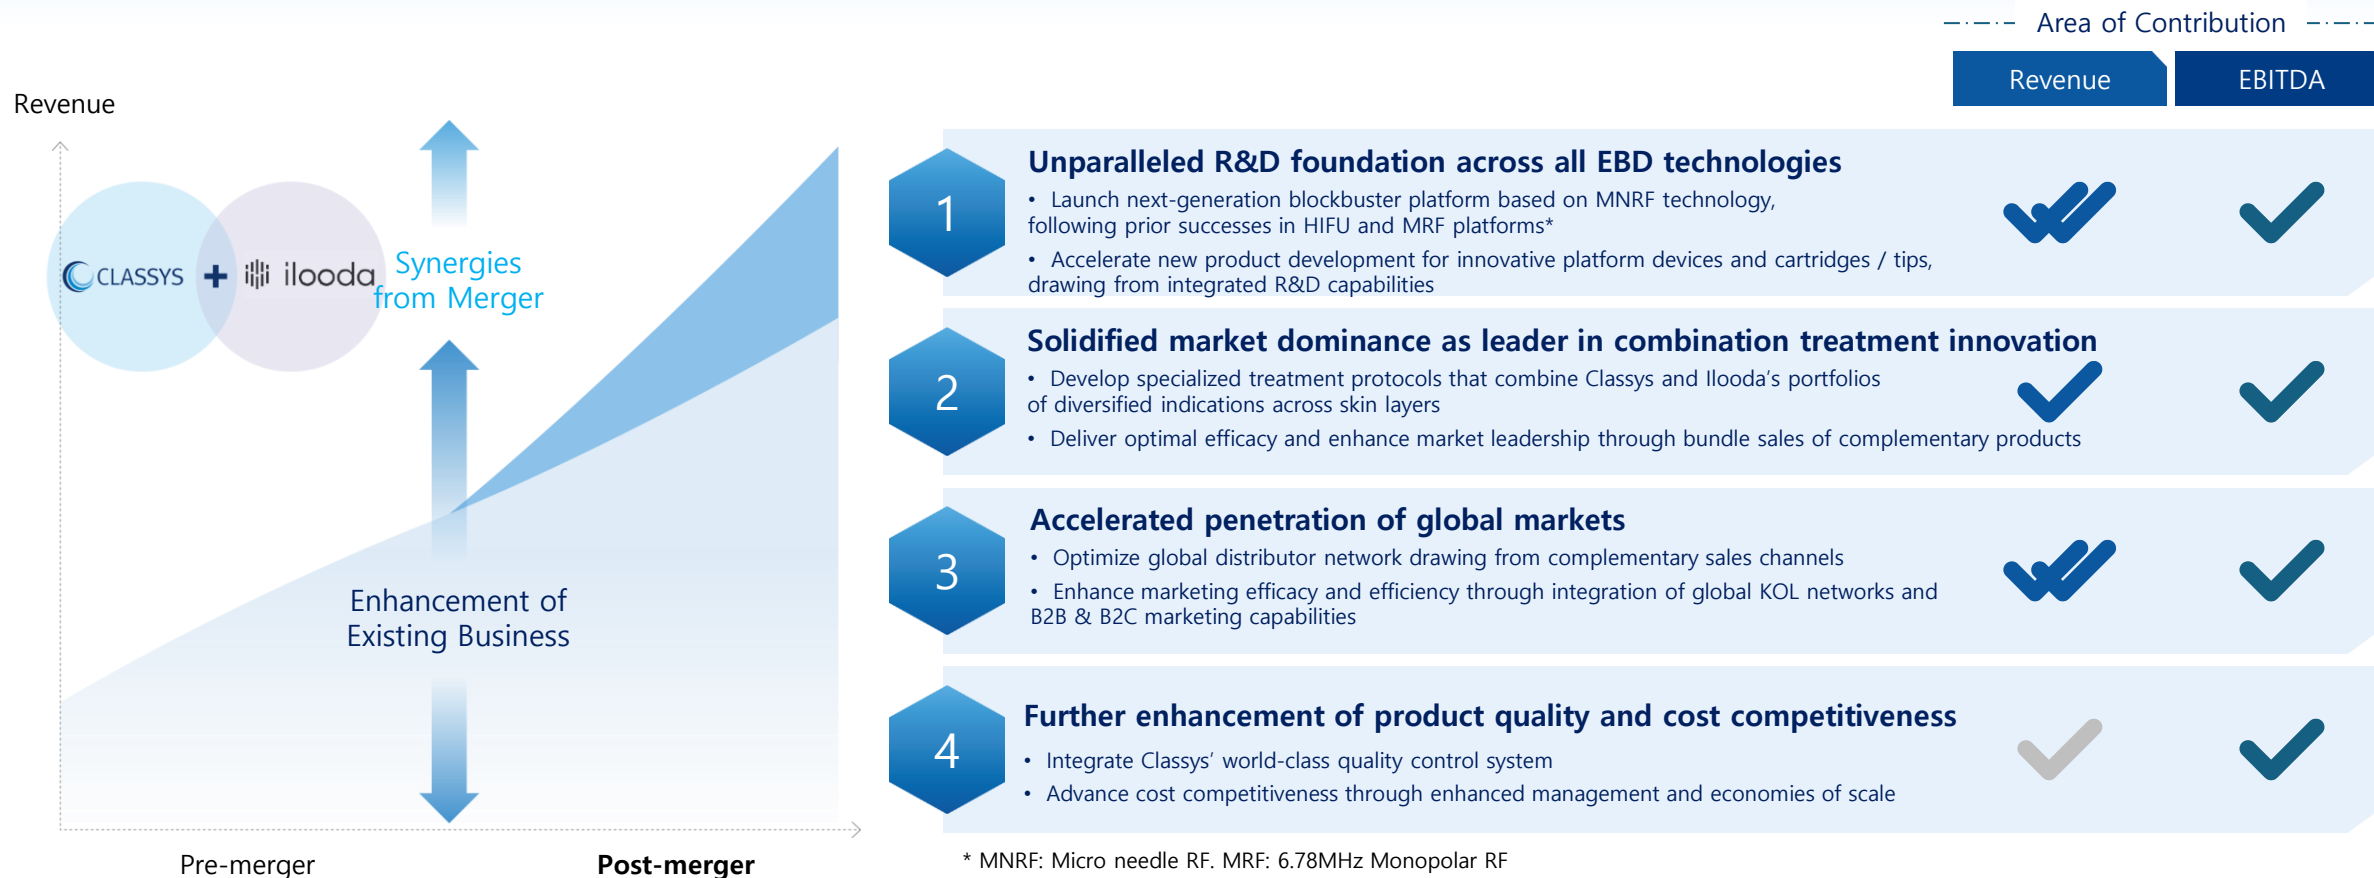 Area of Contribution
Revenue
EBITDA
Revenue
CLASSYS + ilooda
Synergies
from Merger
Enhancement of
Existing Business
Pre-merger
Post-merger
1
Unparalleled R&D foundation across all EBD technologies
• Launch next-generation blockbuster platform based on MNRF technology,
following prior successes in HIFU and MRF platforms*
• Accelerate new product development for innovative platform devices and cartridges / tips,
drawing from integrated R&D capabilities
2
Solidified market dominance as leader in combination treatment innovation
• Develop specialized treatment protocols that combine Classys and Ilooda’s portfolios
of diversified indications across skin layers
• Deliver optimal efficacy and enhance market leadership through bundle sales of complementary products
3
Accelerated penetration of global markets
• Optimize global distributor network drawing from complementary sales channels
• Enhance marketing efficacy and efficiency through integration of global KOL networks and
B2B & B2C marketing capabilities
4
Further enhancement of product quality and cost competitiveness
• Integrate Classys’ world-class quality control system
• Advance cost competitiveness through enhanced management and economies of scale
* MNRF: Micro needle RF. MRF: 6.78MHz Monopolar RF